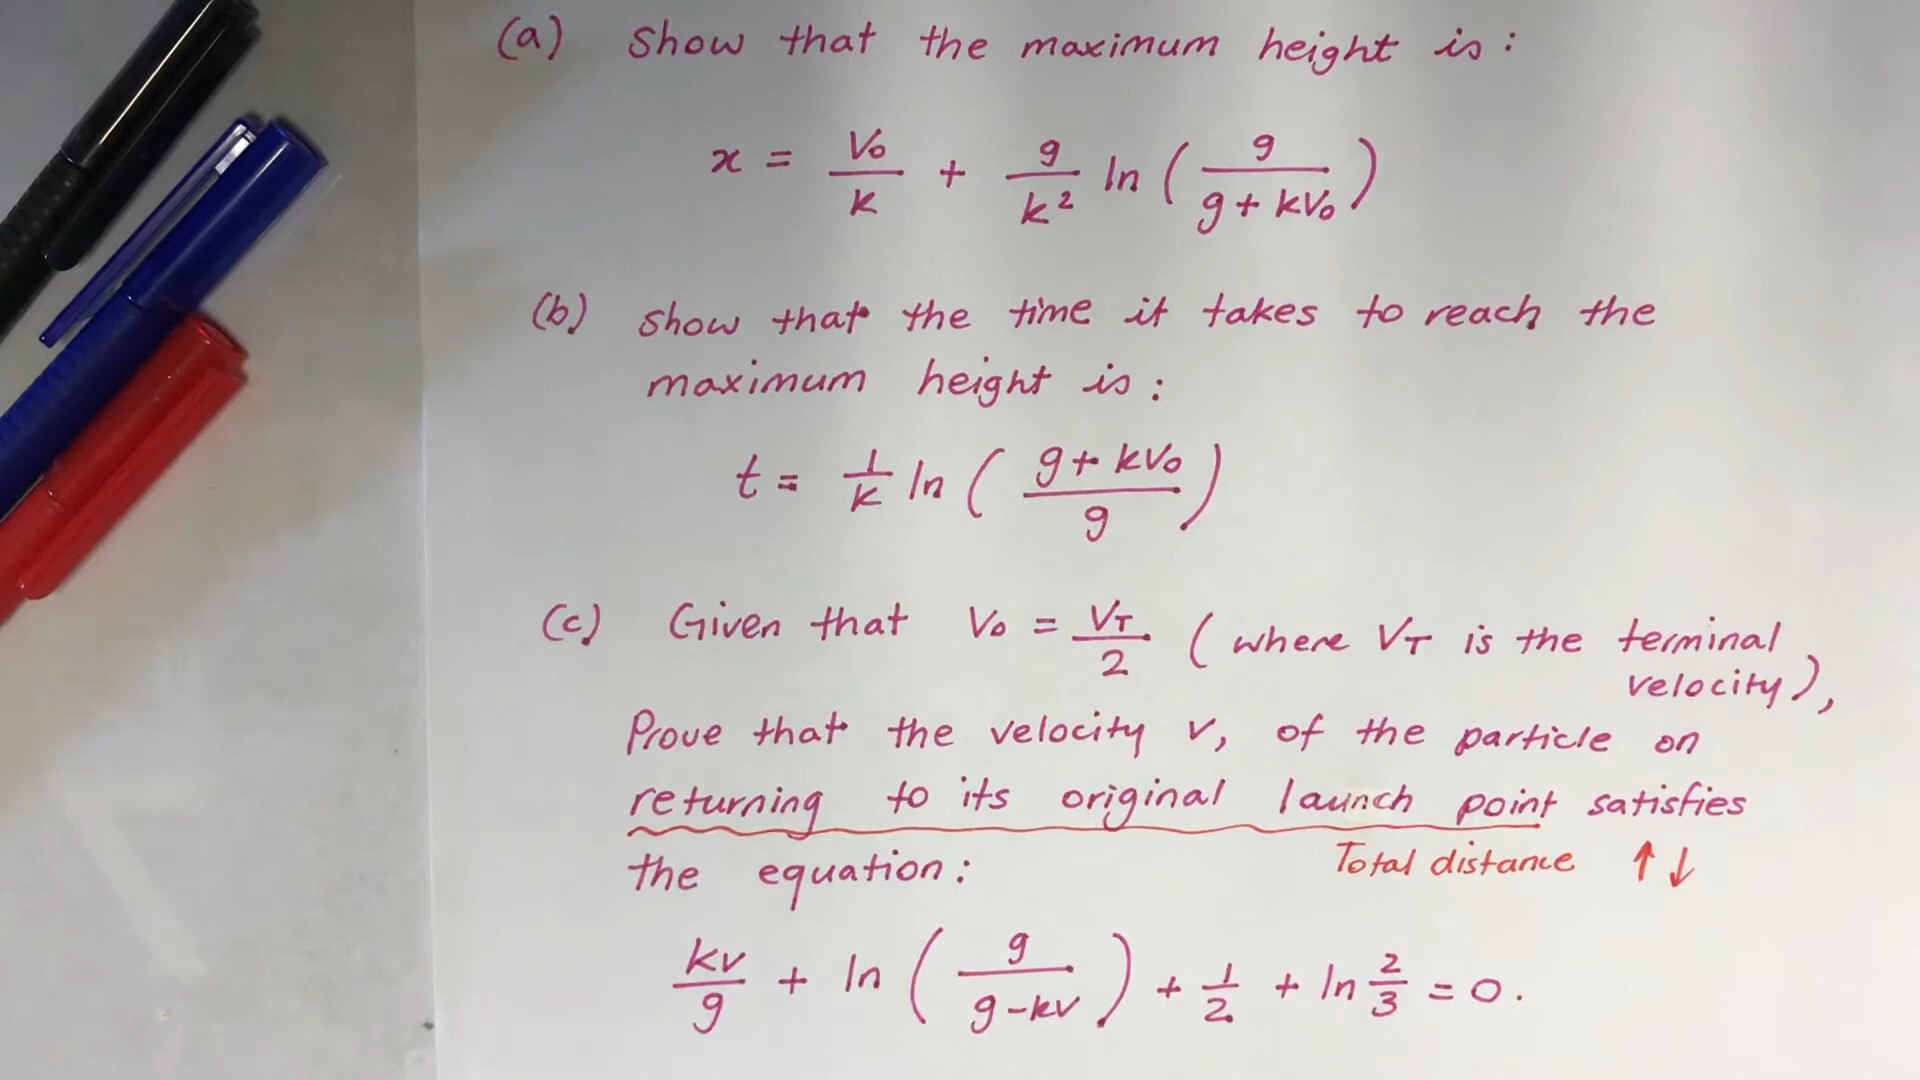 (a) Show that the maximum height is:
x = V₀/k + g/k² ln ( g/(g + kV₀) )
(b) Show that the time it takes to reach the
maximum height is:
t = 1/k ln ( (g + kV₀)/g )
(c) Given that V₀ = V_T/2 ( where V_T is the terminal
velocity),
Prove that the velocity v, of the particle on
returning to its original launch point satisfies
the equation: Total distance ↑↓
kv/g + ln ( g/(g-kv) ) + 1/2 + ln 2/3 = 0.